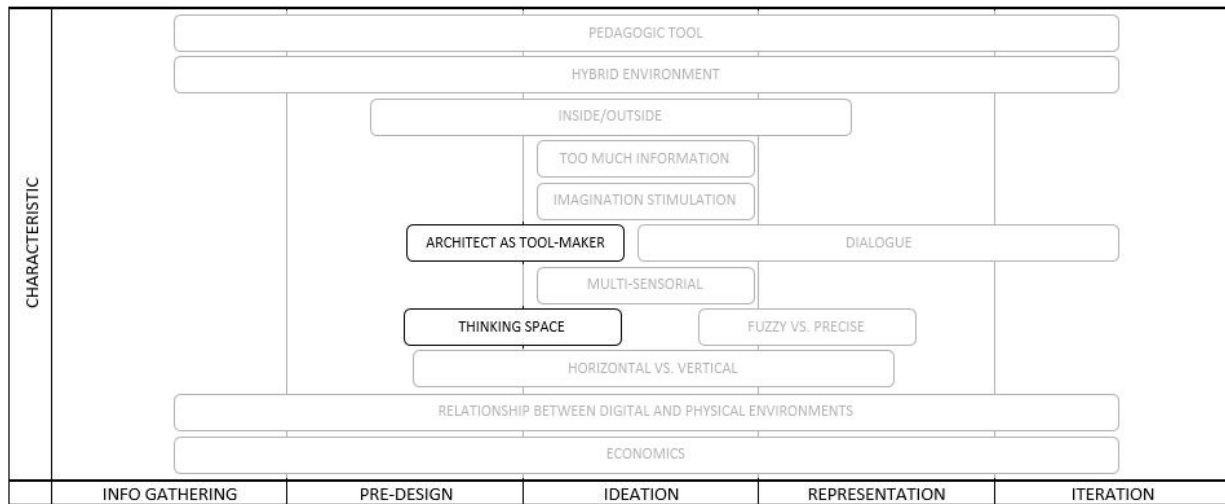 CHARACTERISTIC
PEDAGOGIC TOOL
HYBRID ENVIRONMENT
INSIDE/OUTSIDE
TOO MUCH INFORMATION
IMAGINATION STIMULATION
ARCHITECT AS TOOL-MAKER
DIALOGUE
MULTI-SENSORIAL
THINKING SPACE
FUZZY VS. PRECISE
HORIZONTAL VS. VERTICAL
RELATIONSHIP BETWEEN DIGITAL AND PHYSICAL ENVIRONMENTS
ECONOMICS
INFO GATHERING
PRE-DESIGN
IDEATION
REPRESENTATION
ITERATION